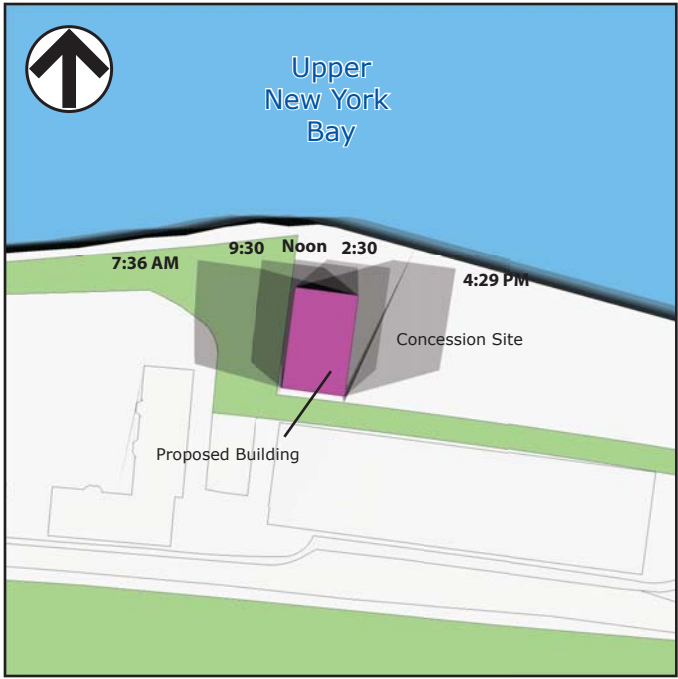 Upper
New York
Bay
7:36 AM
9:30
Noon
2:30
4:29 PM
Concession Site
Proposed Building